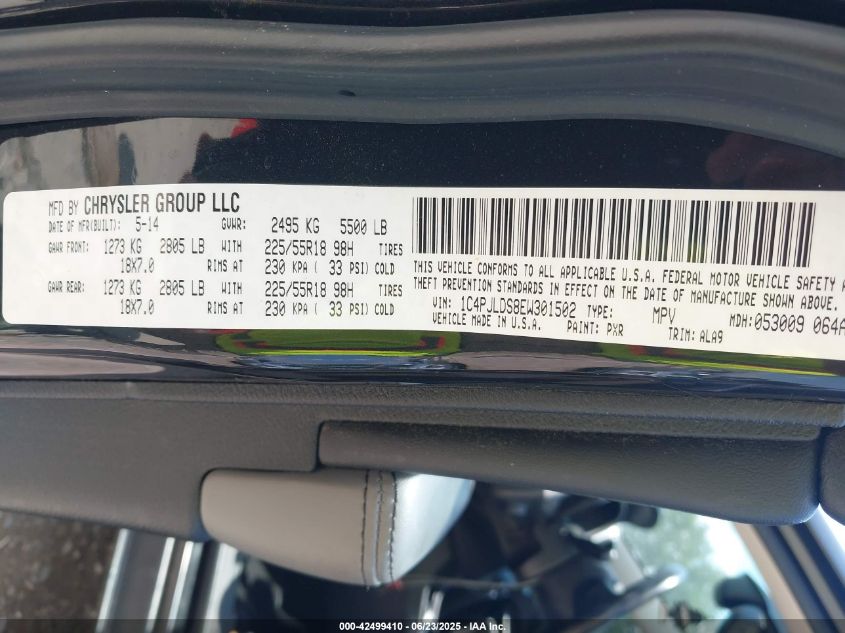 MFD BY CHRYSLER GROUP LLC
DATE OF MFR(BUILT): 5-14 GVWR: 2495 KG 5500 LB
GAWR FRONT: 1273 KG 2805 LB WITH 225/55R18 98H TIRES
18X7.0 RIMS AT 230 KPA ( 33 PSI) COLD
GAWR REAR: 1273 KG 2805 LB WITH 225/55R18 98H TIRES
18X7.0 RIMS AT 230 KPA ( 33 PSI) COLD
THIS VEHICLE CONFORMS TO ALL APPLICABLE U.S.A. FEDERAL MOTOR VEHICLE SAFETY A
THEFT PREVENTION STANDARDS IN EFFECT ON THE DATE OF MANUFACTURE SHOWN ABOVE.
VIN: 1C4PJLDS8EW301502 TYPE: MPV MDH:053009 064A
VEHICLE MADE IN U.S.A. PAINT: PXR TRIM: ALA9
000-42499410 - 06/23/2025 - IAA Inc.